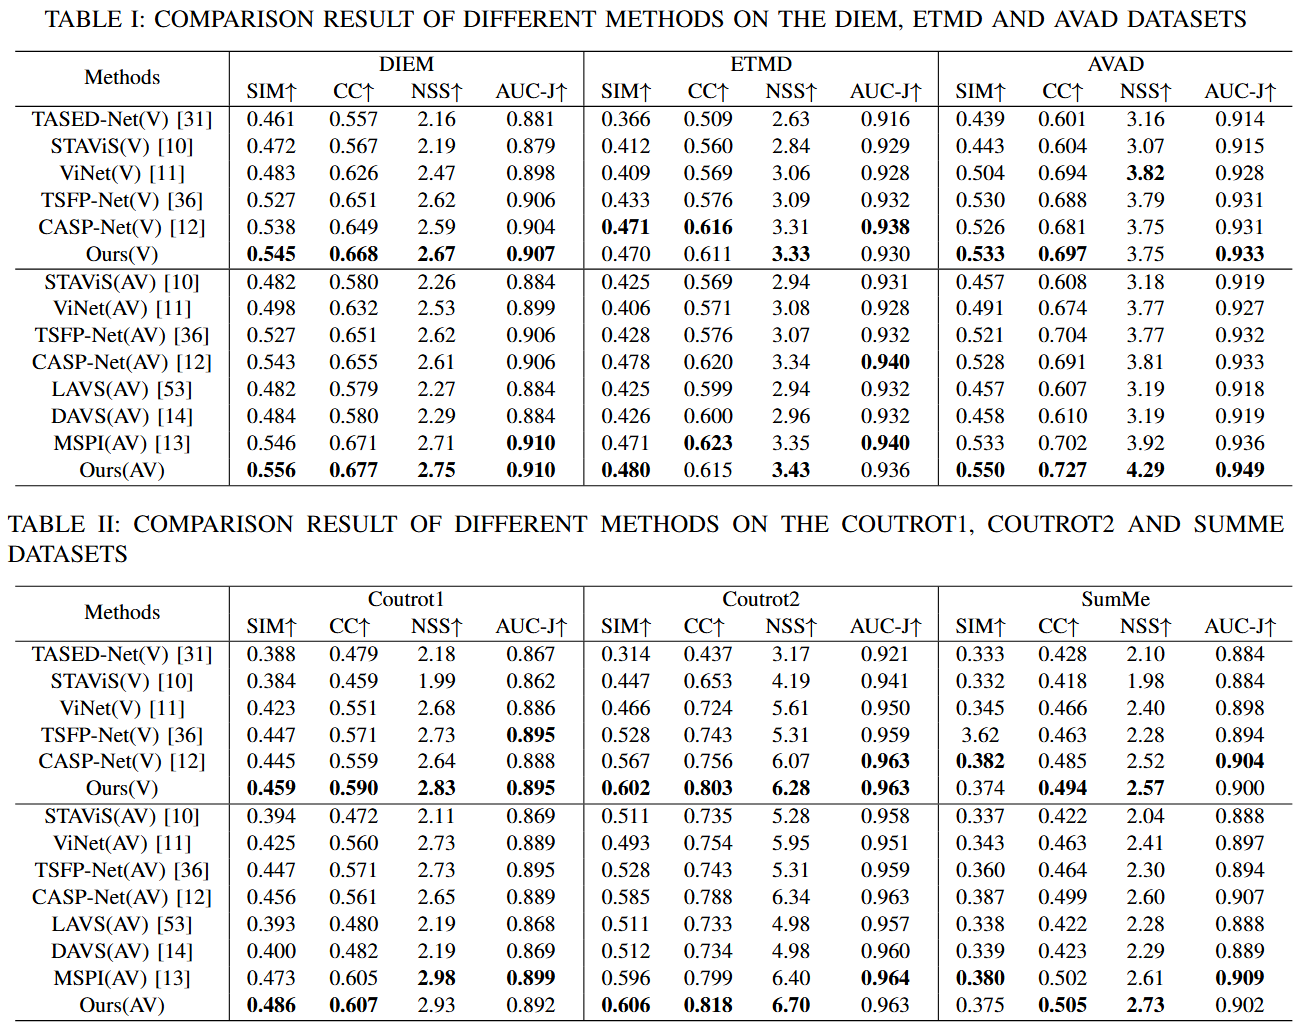 TABLE I: COMPARISON RESULT OF DIFFERENT METHODS ON THE DIEM, ETMD AND AVAD DATASETS
Methods DIEM ETMD AVAD
SIM↑ CC↑ NSS↑ AUC-J↑ SIM↑ CC↑ NSS↑ AUC-J↑ SIM↑ CC↑ NSS↑ AUC-J↑
TASED-Net(V) [31] 0.461 0.557 2.16 0.881 0.366 0.509 2.63 0.916 0.439 0.601 3.16 0.914
STAViS(V) [10] 0.472 0.567 2.19 0.879 0.412 0.560 2.84 0.929 0.443 0.604 3.07 0.915
ViNet(V) [11] 0.483 0.626 2.47 0.898 0.409 0.569 3.06 0.928 0.504 0.694 3.82 0.928
TSFP-Net(V) [36] 0.527 0.651 2.62 0.906 0.433 0.576 3.09 0.932 0.530 0.688 3.79 0.931
CASP-Net(V) [12] 0.538 0.649 2.59 0.904 0.471 0.616 3.31 0.938 0.526 0.681 3.75 0.931
Ours(V) 0.545 0.668 2.67 0.907 0.470 0.611 3.33 0.930 0.533 0.697 3.75 0.933
STAViS(AV) [10] 0.482 0.580 2.26 0.884 0.425 0.569 2.94 0.931 0.457 0.608 3.18 0.919
ViNet(AV) [11] 0.498 0.632 2.53 0.899 0.406 0.571 3.08 0.928 0.491 0.674 3.77 0.927
TSFP-Net(AV) [36] 0.527 0.651 2.62 0.906 0.428 0.576 3.07 0.932 0.521 0.704 3.77 0.932
CASP-Net(AV) [12] 0.543 0.655 2.61 0.906 0.478 0.620 3.34 0.940 0.528 0.691 3.81 0.933
LAVS(AV) [53] 0.482 0.579 2.27 0.884 0.425 0.599 2.94 0.932 0.457 0.607 3.19 0.918
DAVS(AV) [14] 0.484 0.580 2.29 0.884 0.426 0.600 2.96 0.932 0.458 0.610 3.19 0.919
MSPI(AV) [13] 0.546 0.671 2.71 0.910 0.471 0.623 3.35 0.940 0.533 0.702 3.92 0.936
Ours(AV) 0.556 0.677 2.75 0.910 0.480 0.615 3.43 0.936 0.550 0.727 4.29 0.949
TABLE II: COMPARISON RESULT OF DIFFERENT METHODS ON THE COUTROT1, COUTROT2 AND SUMME
DATASETS
Methods Coutrot1 Coutrot2 SumMe
SIM↑ CC↑ NSS↑ AUC-J↑ SIM↑ CC↑ NSS↑ AUC-J↑ SIM↑ CC↑ NSS↑ AUC-J↑
TASED-Net(V) [31] 0.388 0.479 2.18 0.867 0.314 0.437 3.17 0.921 0.333 0.428 2.10 0.884
STAViS(V) [10] 0.384 0.459 1.99 0.862 0.447 0.653 4.19 0.941 0.332 0.418 1.98 0.884
ViNet(V) [11] 0.423 0.551 2.68 0.886 0.466 0.724 5.61 0.950 0.345 0.466 2.40 0.898
TSFP-Net(V) [36] 0.447 0.571 2.73 0.895 0.528 0.743 5.31 0.959 3.62 0.463 2.28 0.894
CASP-Net(V) [12] 0.445 0.559 2.64 0.888 0.567 0.756 6.07 0.963 0.382 0.485 2.52 0.904
Ours(V) 0.459 0.590 2.83 0.895 0.602 0.803 6.28 0.963 0.374 0.494 2.57 0.900
STAViS(AV) [10] 0.394 0.472 2.11 0.869 0.511 0.735 5.28 0.958 0.337 0.422 2.04 0.888
ViNet(AV) [11] 0.425 0.560 2.73 0.889 0.493 0.754 5.95 0.951 0.343 0.463 2.41 0.897
TSFP-Net(AV) [36] 0.447 0.571 2.73 0.895 0.528 0.743 5.31 0.959 0.360 0.464 2.30 0.894
CASP-Net(AV) [12] 0.456 0.561 2.65 0.889 0.585 0.788 6.34 0.963 0.387 0.499 2.60 0.907
LAVS(AV) [53] 0.393 0.480 2.19 0.868 0.511 0.733 4.98 0.957 0.338 0.422 2.28 0.888
DAVS(AV) [14] 0.400 0.482 2.19 0.869 0.512 0.734 4.98 0.960 0.339 0.423 2.29 0.889
MSPI(AV) [13] 0.473 0.605 2.98 0.899 0.596 0.799 6.40 0.964 0.380 0.502 2.61 0.909
Ours(AV) 0.486 0.607 2.93 0.892 0.606 0.818 6.70 0.963 0.375 0.505 2.73 0.902